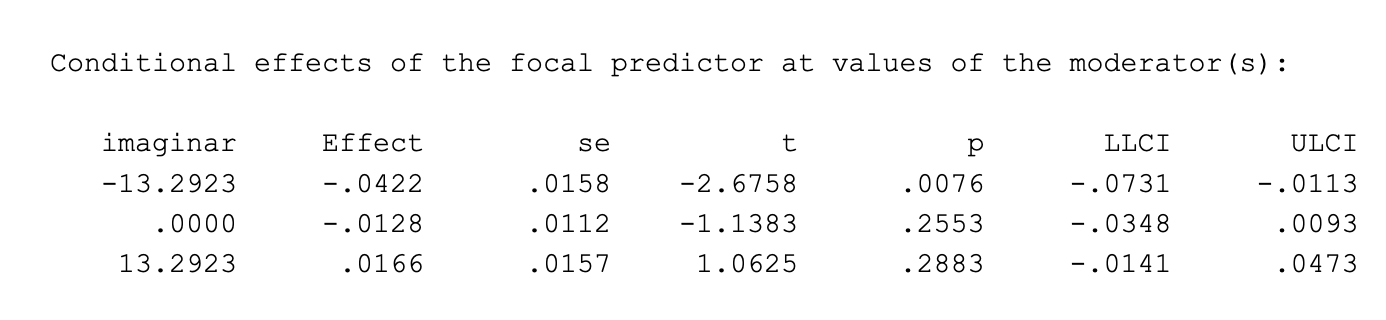 Conditional effects of the focal predictor at values of the moderator(s):
imaginar Effect se t p LLCI ULCI
-13.2923 -.0422 .0158 -2.6758 .0076 -.0731 -.0113
.0000 -.0128 .0112 -1.1383 .2553 -.0348 .0093
13.2923 .0166 .0157 1.0625 .2883 -.0141 .0473